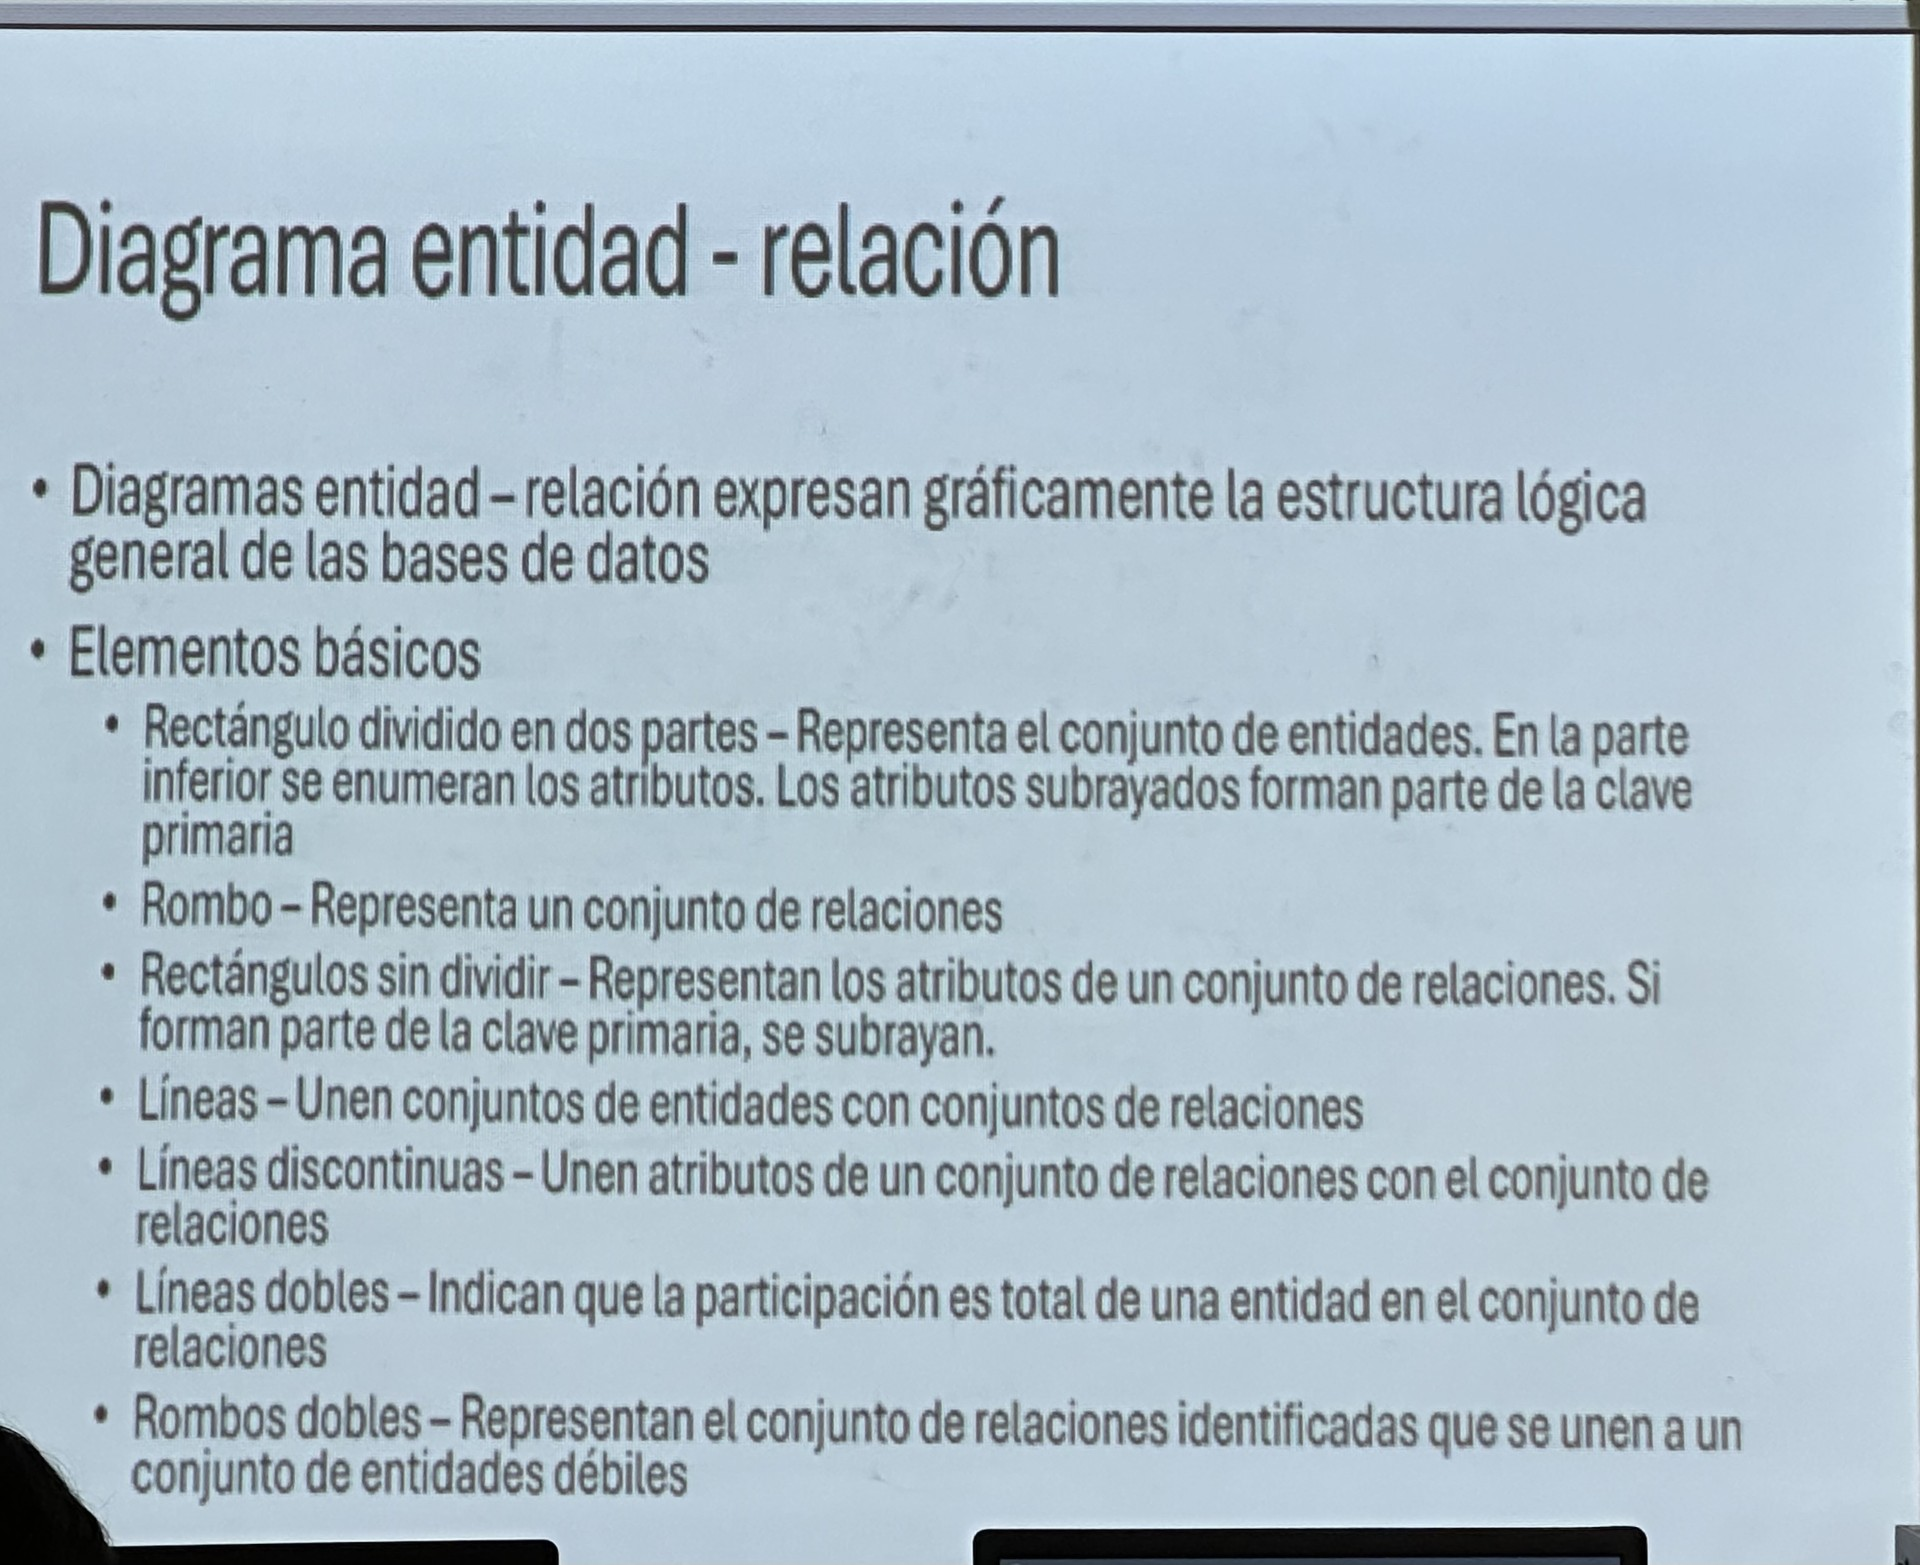 Diagrama entidad - relación
• Diagramas entidad – relación expresan gráficamente la estructura lógica
general de las bases de datos
• Elementos básicos
• Rectángulo dividido en dos partes – Representa el conjunto de entidades. En la parte
inferior se enumeran los atributos. Los atributos subrayados forman parte de la clave
primaria
• Rombo – Representa un conjunto de relaciones
• Rectángulos sin dividir – Representan los atributos de un conjunto de relaciones. Si
forman parte de la clave primaria, se subrayan.
• Líneas – Unen conjuntos de entidades con conjuntos de relaciones
• Líneas discontinuas – Unen atributos de un conjunto de relaciones con el conjunto de
relaciones
• Líneas dobles – Indican que la participación es total de una entidad en el conjunto de
relaciones
• Rombos dobles – Representan el conjunto de relaciones identificadas que se unen a un
conjunto de entidades débiles